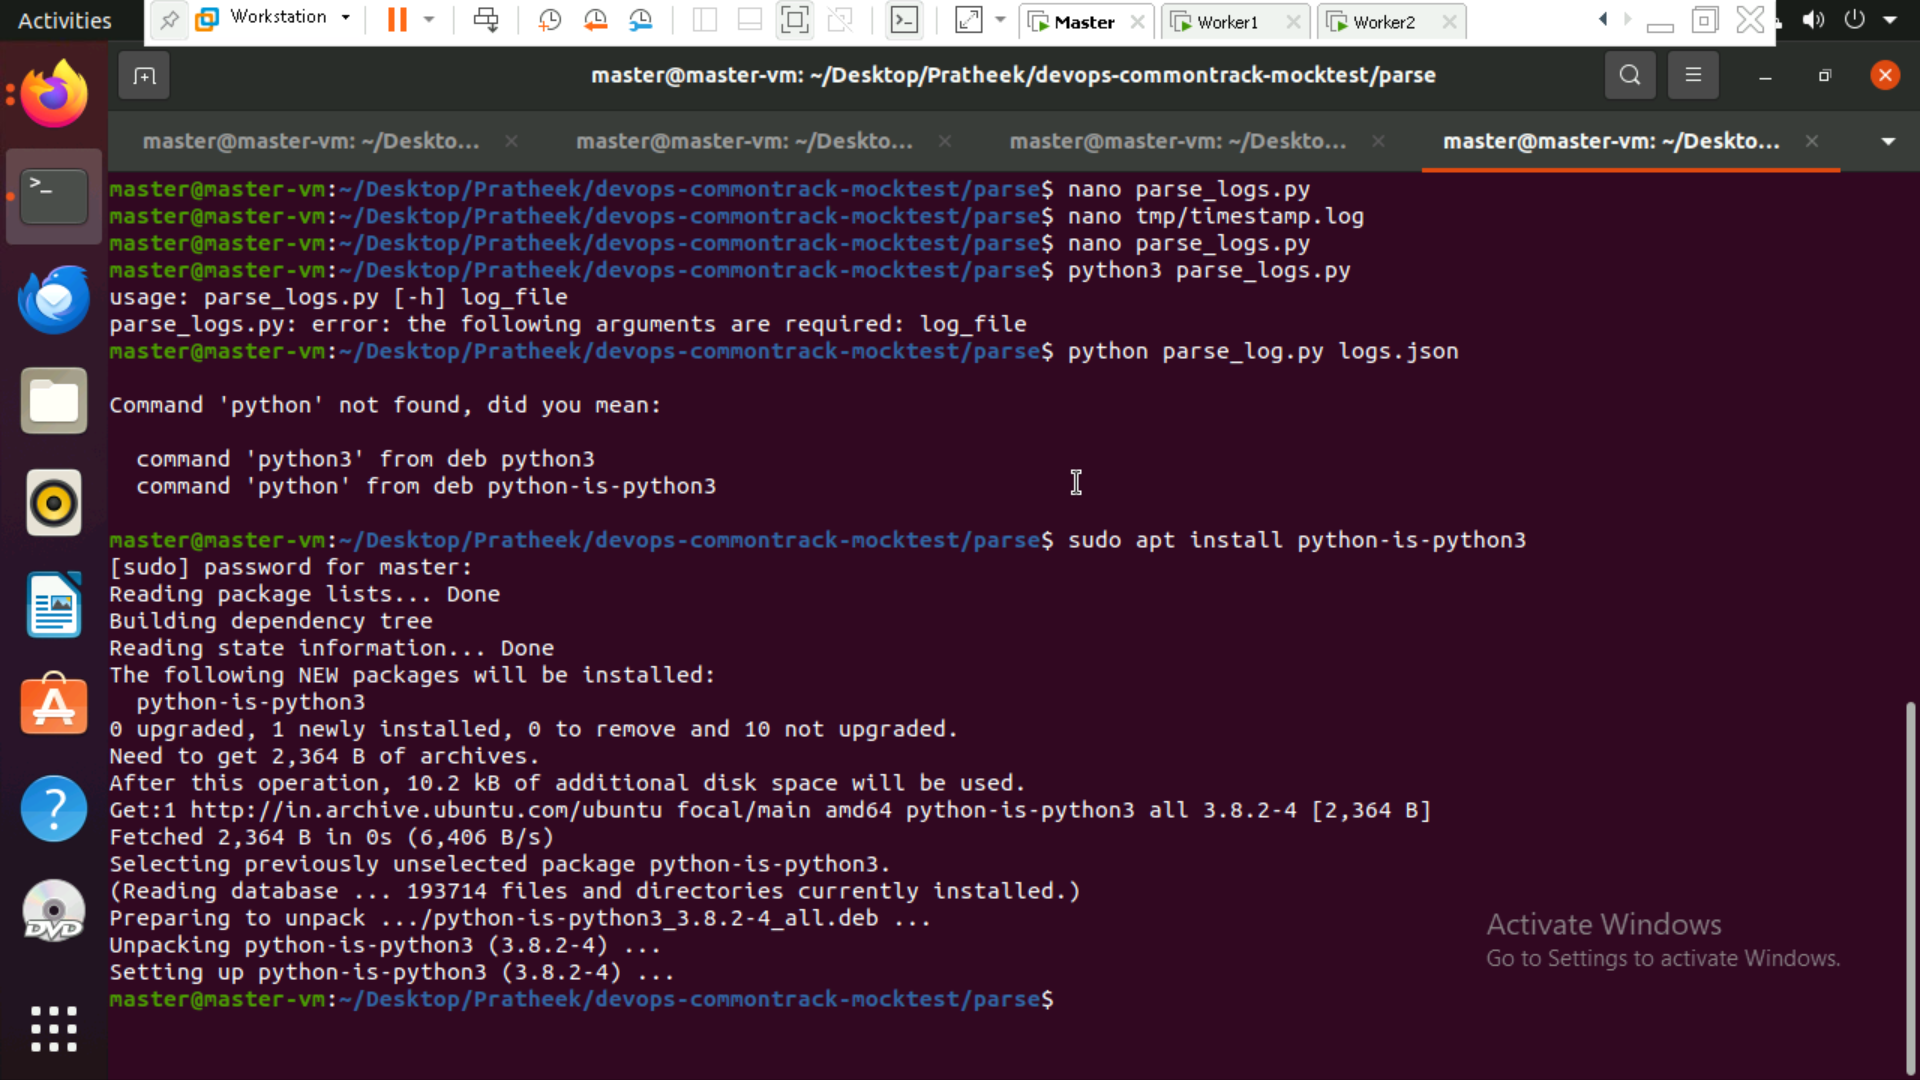 Activities
Workstation
Master
Worker1
Worker2
master@master-vm: ~/Desktop/Pratheek/devops-commontrack-mocktest/parse
master@master-vm: ~/Deskto...
master@master-vm: ~/Deskto...
master@master-vm: ~/Deskto...
master@master-vm: ~/Deskto...
master@master-vm:~/Desktop/Pratheek/devops-commontrack-mocktest/parse$ nano parse_logs.py
master@master-vm:~/Desktop/Pratheek/devops-commontrack-mocktest/parse$ nano tmp/timestamp.log
master@master-vm:~/Desktop/Pratheek/devops-commontrack-mocktest/parse$ nano parse_logs.py
master@master-vm:~/Desktop/Pratheek/devops-commontrack-mocktest/parse$ python3 parse_logs.py
usage: parse_logs.py [-h] log_file
parse_logs.py: error: the following arguments are required: log_file
master@master-vm:~/Desktop/Pratheek/devops-commontrack-mocktest/parse$ python parse_log.py logs.json
Command 'python' not found, did you mean:
command 'python3' from deb python3
command 'python' from deb python-is-python3
master@master-vm:~/Desktop/Pratheek/devops-commontrack-mocktest/parse$ sudo apt install python-is-python3
[sudo] password for master:
Reading package lists... Done
Building dependency tree
Reading state information... Done
The following NEW packages will be installed:
python-is-python3
0 upgraded, 1 newly installed, 0 to remove and 10 not upgraded.
Need to get 2,364 B of archives.
After this operation, 10.2 kB of additional disk space will be used.
Get:1 http://in.archive.ubuntu.com/ubuntu focal/main amd64 python-is-python3 all 3.8.2-4 [2,364 B]
Fetched 2,364 B in 0s (6,406 B/s)
Selecting previously unselected package python-is-python3.
(Reading database ... 193714 files and directories currently installed.)
Preparing to unpack .../python-is-python3_3.8.2-4_all.deb ...
Unpacking python-is-python3 (3.8.2-4) ...
Setting up python-is-python3 (3.8.2-4) ...
master@master-vm:~/Desktop/Pratheek/devops-commontrack-mocktest/parse$
Activate Windows
Go to Settings to activate Windows.
DVD